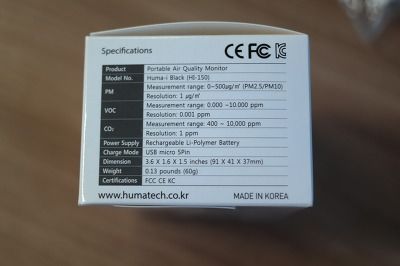 Specifications CE FC KC
Product Portable Air Quality Monitor
Model No. Huma-i Black (HI-150)
PM Measurement range: 0~500㎍/㎥ (PM2.5/PM10)
Resolution: 1 ㎍/㎥
VOC Measurement range: 0.000 ~10.000 ppm
Resolution: 0.001 ppm
CO₂ Measurement range: 400 ~ 10.000 ppm
Resolution: 1 ppm
Power Supply Rechargeable Li-Polymer Battery
Charge Mode USB micro 5Pin
Dimension 3.6 X 1.6 X 1.5 inches (91 X 41 X 37mm)
Weight 0.13 pounds (60g)
Certifications FCC CE KC
www.humatech.co.kr MADE IN KOREA